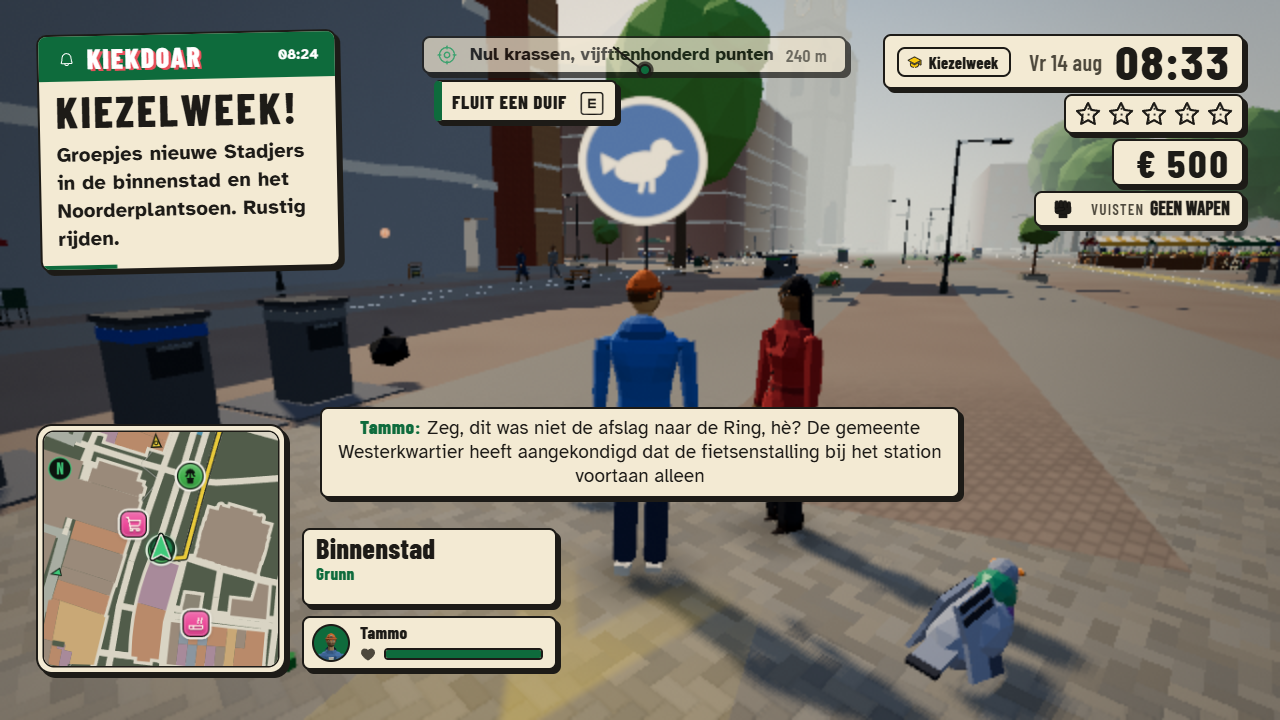 KIEKDOAR 08:24
KIEZELWEEK!
Groepjes nieuwe Stadjers
in de binnenstad en het
Noorderplantsoen. Rustig
rijden.
Nul krassen, vijftienhonderd punten 240 m
FLUIT EEN DUIF E
Kiezelweek Vr 14 aug 08:33
€ 500
VUISTEN GEEN WAPEN
Tammo: Zeg, dit was niet de afslag naar de Ring, hè? De gemeente
Westerkwartier heeft aangekondigd dat de fietsenstalling bij het station
voortaan alleen
N
Binnenstad
Grunn
Tammo